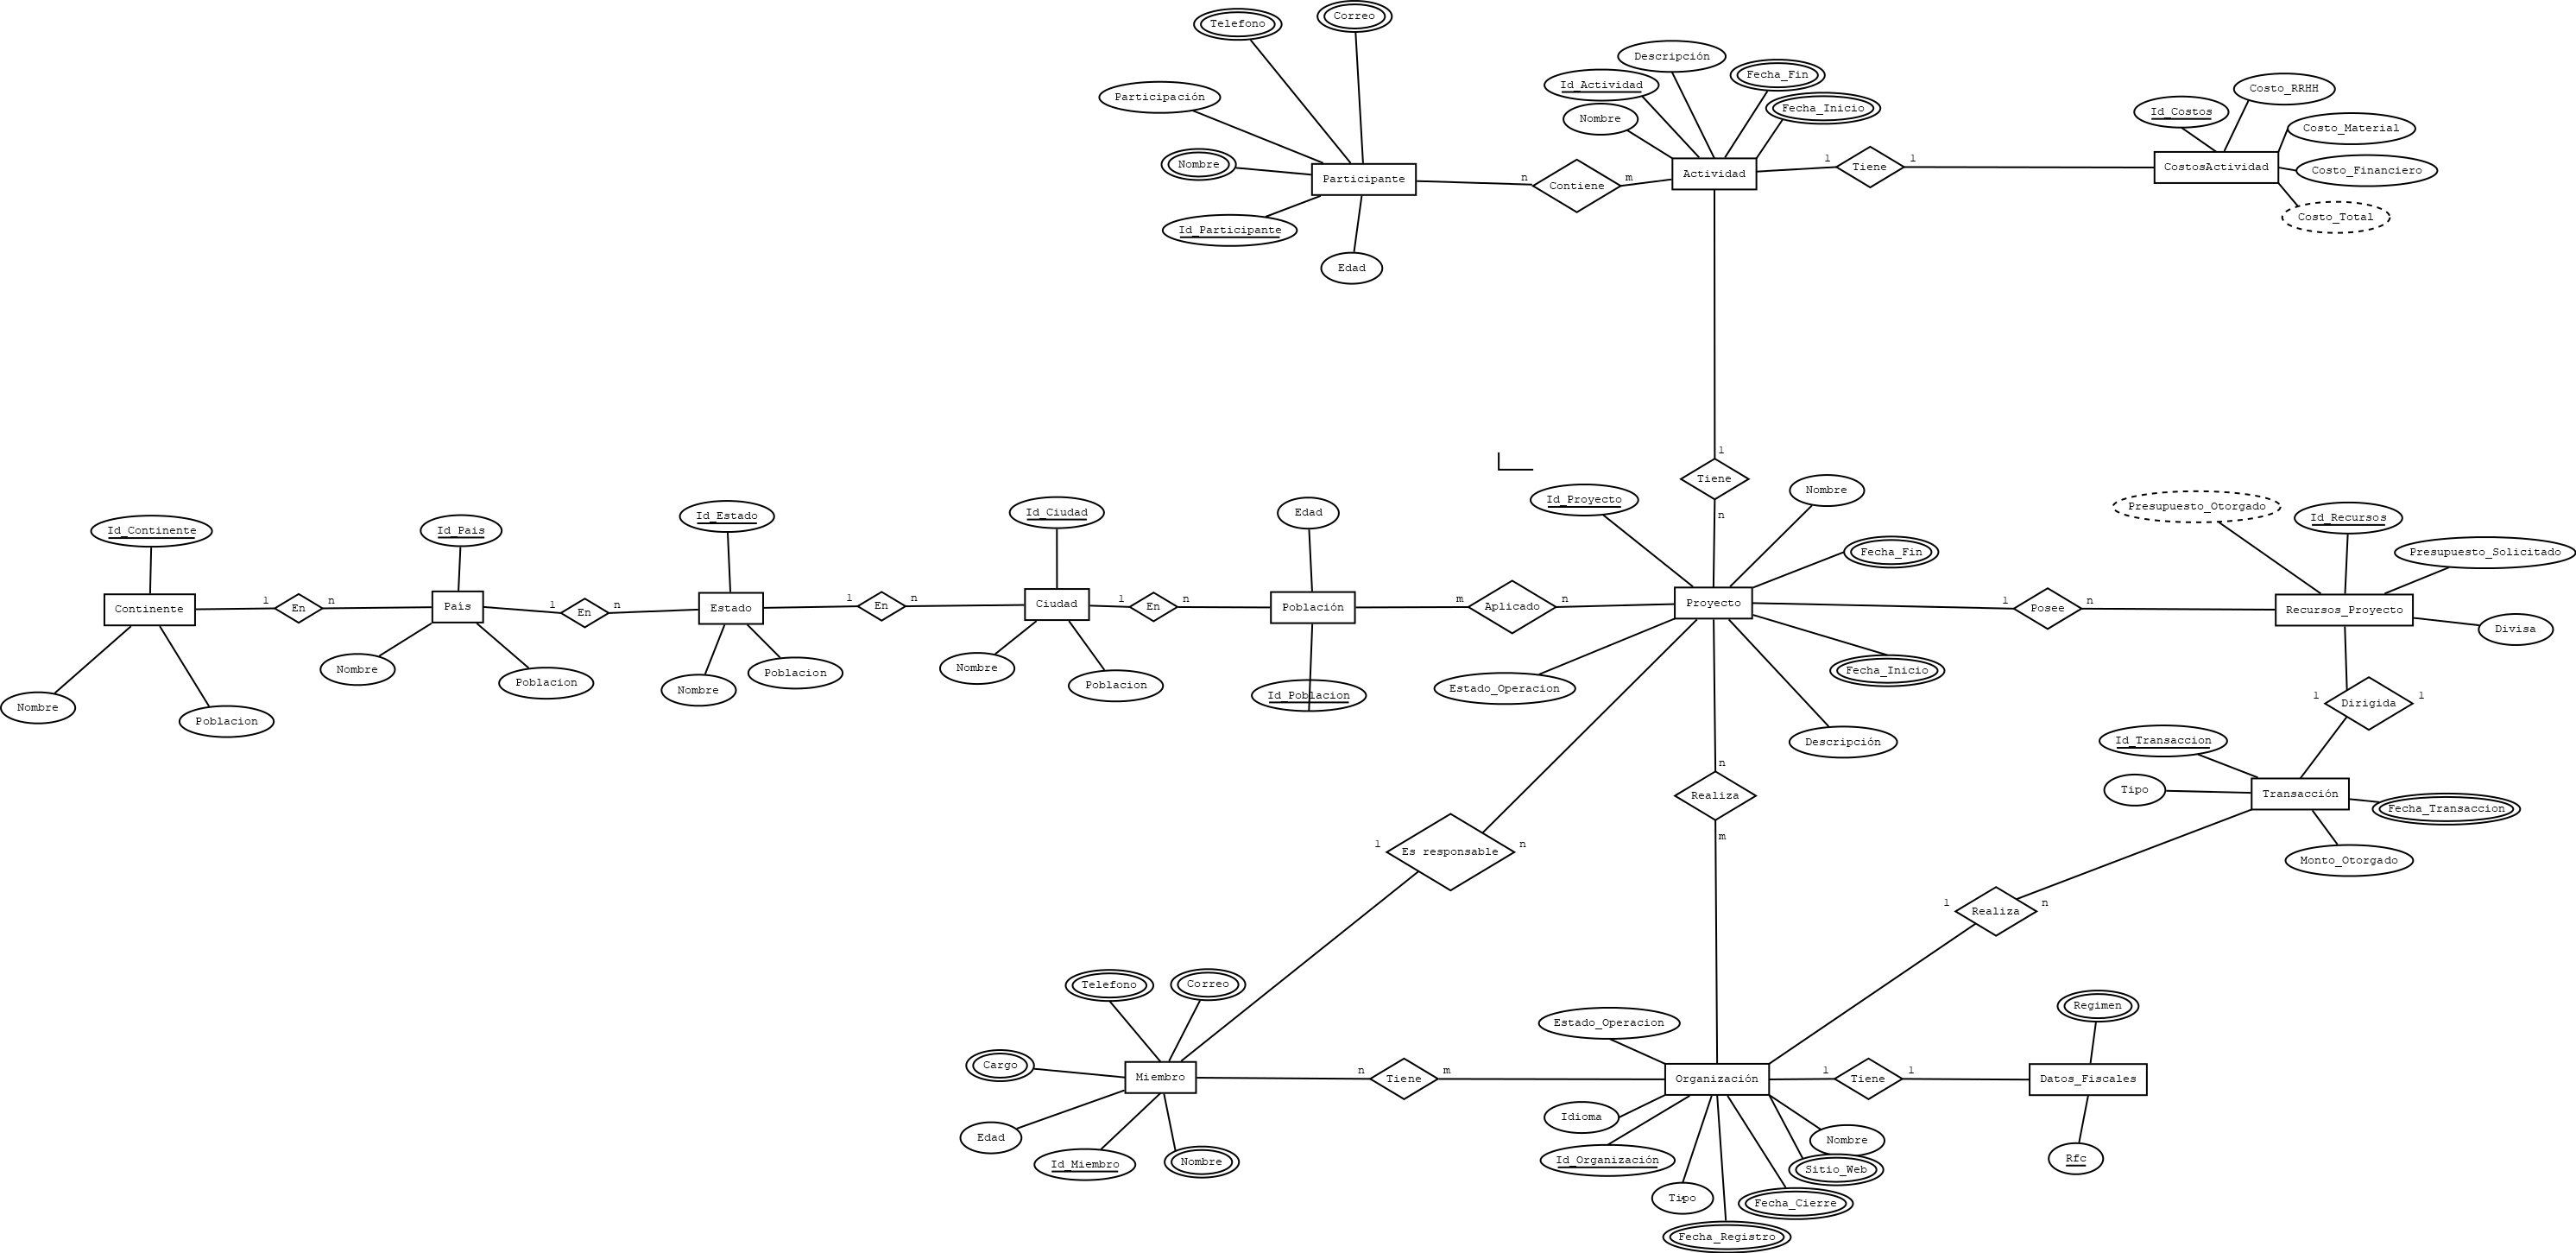 Telefono
Correo
Participación
Nombre
Id_Participante
Edad
Participante
n
Contiene
m
Descripción
Id_Actividad
Nombre
Fecha_Fin
Fecha_Inicio
Actividad
1
Tiene
1
Id_Costos
Costo_RRHH
Costo_Material
CostosActividad
Costo_Financiero
Costo_Total
1
Tiene
n
Id_Continente
Continente
Nombre
Poblacion
1
En
n
Id_Pais
País
Nombre
Poblacion
1
En
n
Id_Estado
Estado
Nombre
Poblacion
1
En
n
Id_Ciudad
Ciudad
Nombre
Poblacion
1
En
n
Edad
Población
Id_Poblacion
m
Aplicado
n
Id_Proyecto
Nombre
Fecha_Fin
Proyecto
Fecha_Inicio
Estado_Operacion
Descripción
1
Posee
n
Presupuesto_Otorgado
Id_Recursos
Presupuesto_Solicitado
Recursos_Proyecto
Divisa
1
Dirigida
1
Id_Transaccion
Tipo
Transacción
Fecha_Transaccion
Monto_Otorgado
n
Realiza
m
1
Es responsable
n
1
Realiza
n
Telefono
Correo
Cargo
Miembro
Edad
Id_Miembro
Nombre
n
Tiene
m
Estado_Operacion
Organización
Idioma
Id_Organización
Tipo
Fecha_Registro
Fecha_Cierre
Sitio_Web
Nombre
1
Tiene
1
Regimen
Datos_Fiscales
Rfc